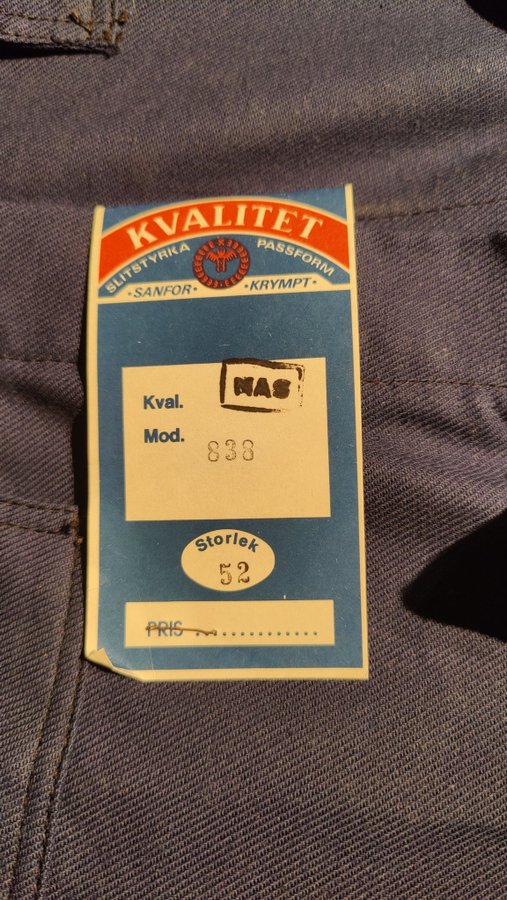 KVALITET
SLITSTYRKA PASSFORM
·SANFOR· ·KRYMPT·
Kval. NAS
Mod. 838
Storlek
52
PRIS ................